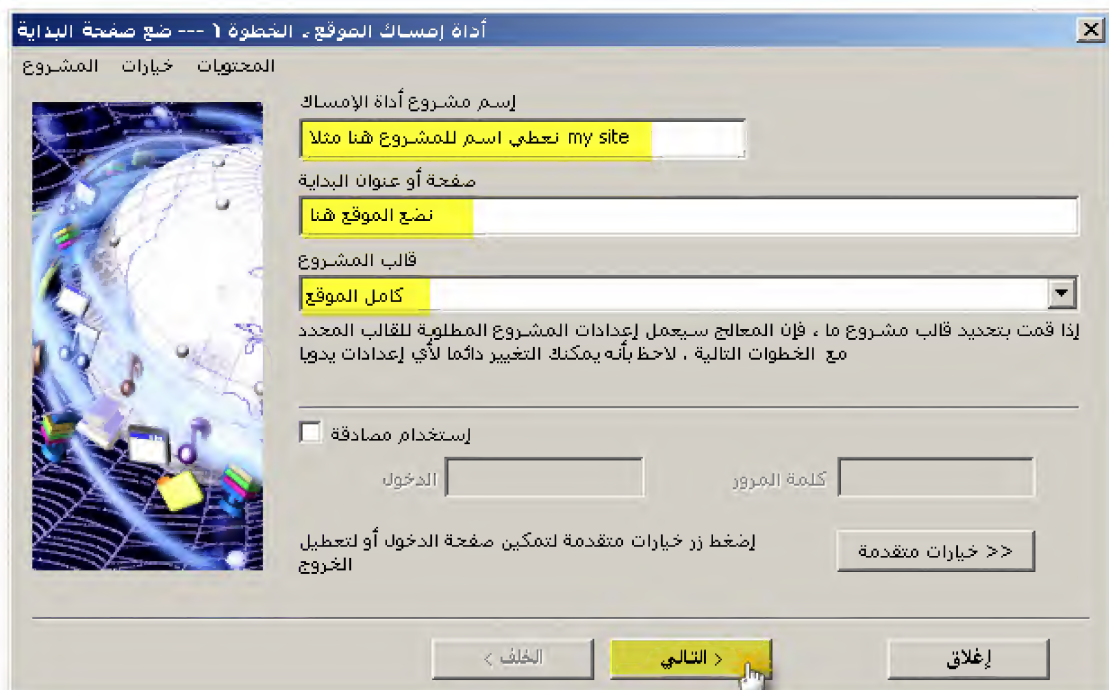 أداة إمساك الموقع ، الخطوة ١ --- ضع صفحة البداية
المشروع خيارات المحتويات
إسم مشروع أداة الإمساك
نعطي اسم للمشروع هنا مثلا my site
صفحة أو عنوان البداية
نضع الموقع هنا
قالب المشروع
كامل الموقع
إذا قمت بتحديد قالب مشروع ما ، فإن المعالج سيعمل إعدادات المشروع المطلوبة للقالب المحدد
مع الخطوات التالية ، لاحظ بأنه يمكنك التغيير دائما لأي إعدادات يدويا
إستخدام مصادقة
الدخول كلمة المرور
إضغط زر خيارات متقدمة لتمكين صفحة الدخول أو لتعطيل
الخروج
خيارات متقدمة >>
الخلف > التالي < إغلاق